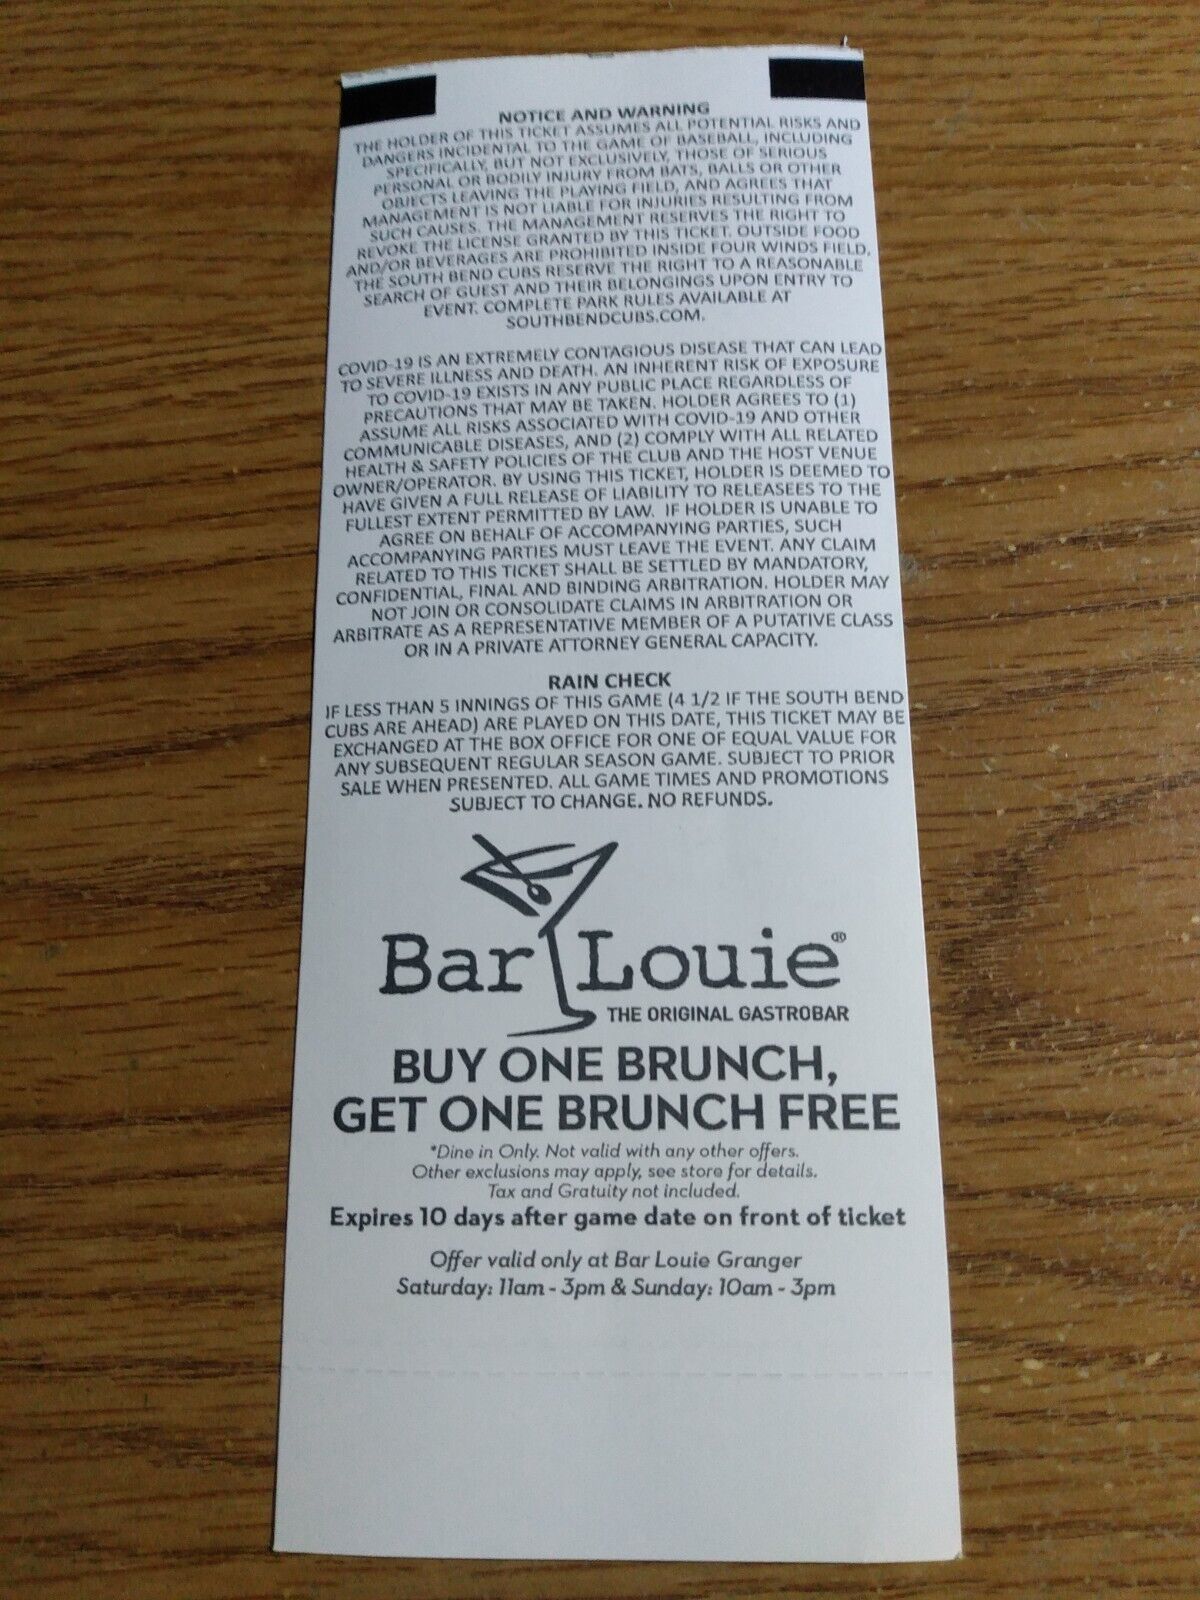 NOTICE AND WARNING
THE HOLDER OF THIS TICKET ASSUMES ALL POTENTIAL RISKS AND
DANGERS INCIDENTAL TO THE GAME OF BASEBALL, INCLUDING
SPECIFICALLY, BUT NOT EXCLUSIVELY, THOSE OF SERIOUS
PERSONAL OR BODILY INJURY FROM BATS, BALLS OR OTHER
OBJECTS LEAVING THE PLAYING FIELD, AND AGREES THAT
MANAGEMENT IS NOT LIABLE FOR INJURIES RESULTING FROM
SUCH CAUSES. THE MANAGEMENT RESERVES THE RIGHT TO
REVOKE THE LICENSE GRANTED BY THIS TICKET. OUTSIDE FOOD
AND/OR BEVERAGES ARE PROHIBITED INSIDE FOUR WINDS FIELD,
THE SOUTH BEND CUBS RESERVE THE RIGHT TO A REASONABLE
SEARCH OF GUEST AND THEIR BELONGINGS UPON ENTRY TO
EVENT. COMPLETE PARK RULES AVAILABLE AT
SOUTHBENDCUBS.COM.
COVID-19 IS AN EXTREMELY CONTAGIOUS DISEASE THAT CAN LEAD
TO SEVERE ILLNESS AND DEATH. AN INHERENT RISK OF EXPOSURE
TO COVID-19 EXISTS IN ANY PUBLIC PLACE REGARDLESS OF
PRECAUTIONS THAT MAY BE TAKEN. HOLDER AGREES TO (1)
ASSUME ALL RISKS ASSOCIATED WITH COVID-19 AND OTHER
COMMUNICABLE DISEASES, AND (2) COMPLY WITH ALL RELATED
HEALTH & SAFETY POLICIES OF THE CLUB AND THE HOST VENUE
OWNER/OPERATOR. BY USING THIS TICKET, HOLDER IS DEEMED TO
HAVE GIVEN A FULL RELEASE OF LIABILITY TO RELEASEES TO THE
FULLEST EXTENT PERMITTED BY LAW. IF HOLDER IS UNABLE TO
AGREE ON BEHALF OF ACCOMPANYING PARTIES, SUCH
ACCOMPANYING PARTIES MUST LEAVE THE EVENT. ANY CLAIM
RELATED TO THIS TICKET SHALL BE SETTLED BY MANDATORY,
CONFIDENTIAL, FINAL AND BINDING ARBITRATION. HOLDER MAY
NOT JOIN OR CONSOLIDATE CLAIMS IN ARBITRATION OR
ARBITRATE AS A REPRESENTATIVE MEMBER OF A PUTATIVE CLASS
OR IN A PRIVATE ATTORNEY GENERAL CAPACITY.
RAIN CHECK
IF LESS THAN 5 INNINGS OF THIS GAME (4 1/2 IF THE SOUTH BEND
CUBS ARE AHEAD) ARE PLAYED ON THIS DATE, THIS TICKET MAY BE
EXCHANGED AT THE BOX OFFICE FOR ONE OF EQUAL VALUE FOR
ANY SUBSEQUENT REGULAR SEASON GAME. SUBJECT TO PRIOR
SALE WHEN PRESENTED. ALL GAME TIMES AND PROMOTIONS
SUBJECT TO CHANGE. NO REFUNDS.
Bar Louie®
THE ORIGINAL GASTROBAR
BUY ONE BRUNCH,
GET ONE BRUNCH FREE
*Dine in Only. Not valid with any other offers.
Other exclusions may apply, see store for details.
Tax and Gratuity not included.
Expires 10 days after game date on front of ticket
Offer valid only at Bar Louie Granger
Saturday: 11am - 3pm & Sunday: 10am - 3pm